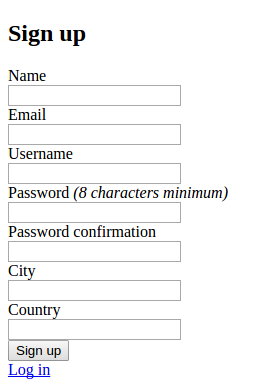 Sign up
Name
Email
Username
Password (8 characters minimum)
Password confirmation
City
Country
Sign up
Log in